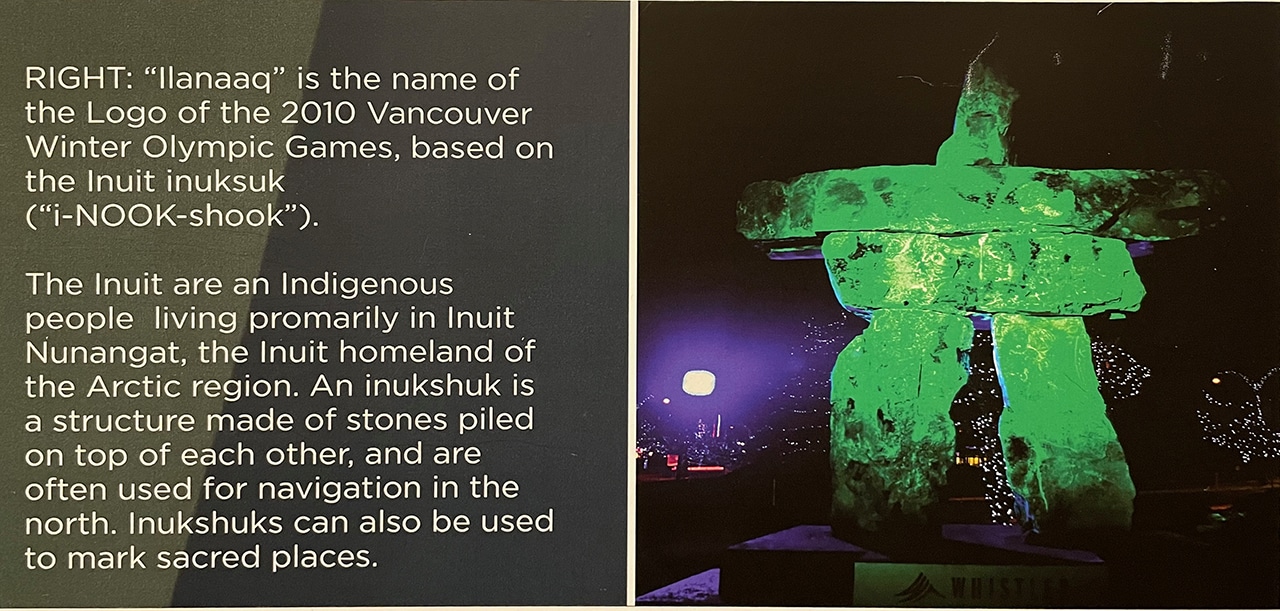 RIGHT: “Ilanaaq” is the name of
the Logo of the 2010 Vancouver
Winter Olympic Games, based on
the Inuit inuksuk
(“i-NOOK-shook”).
The Inuit are an Indigenous
people  living promarily in Inuit
Nunangat, the Inuit homeland of
the Arctic region. An inukshuk is
a structure made of stones piled
on top of each other, and are
often used for navigation in the
north. Inukshuks can also be used
to mark sacred places.
WHISTLER